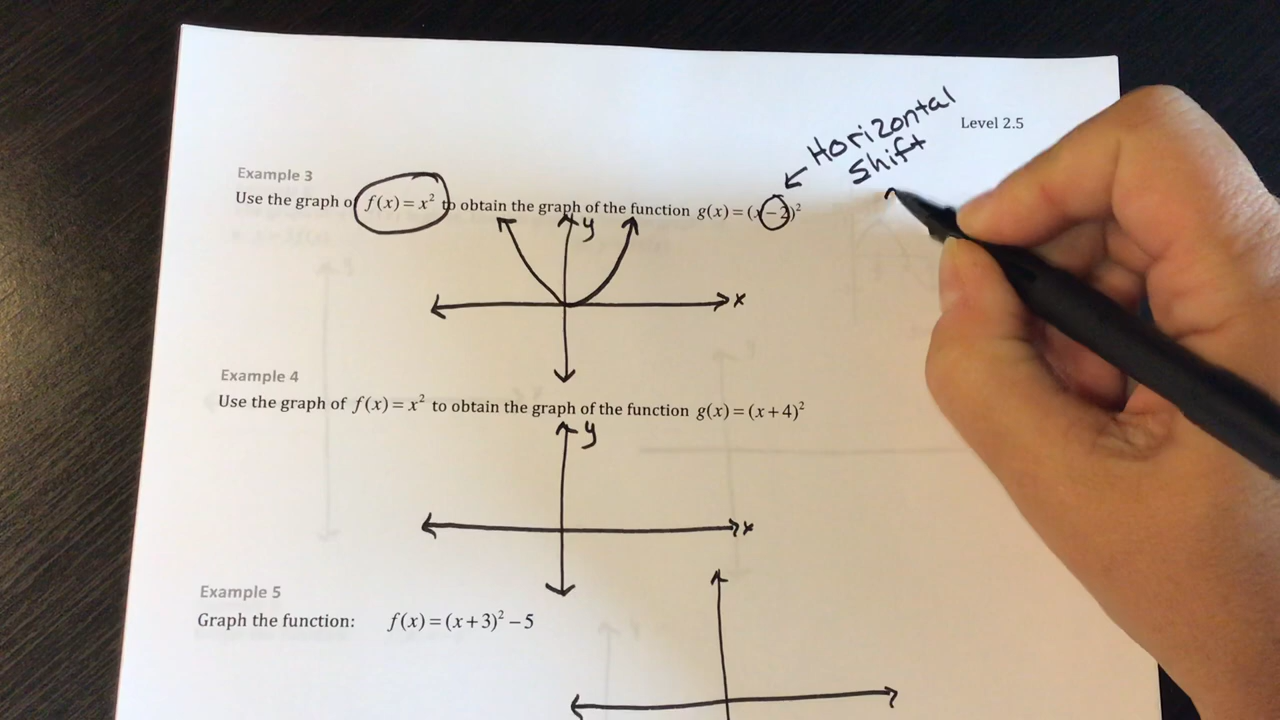 Horizontal
Shift
Level 2.5
Example 3
Use the graph of f(x) = x² to obtain the graph of the function g(x) = (x − 2)²
y
x
Example 4
Use the graph of f(x) = x² to obtain the graph of the function g(x) = (x + 4)²
y
x
Example 5
Graph the function: f(x) = (x + 3)² − 5